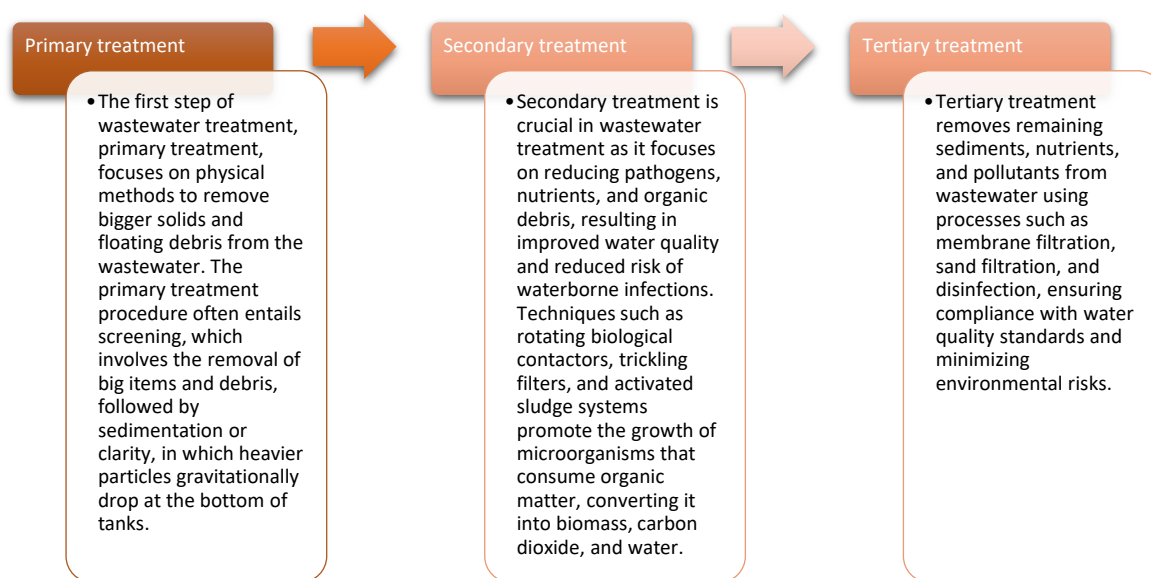 Primary treatment
•The first step of
wastewater treatment,
primary treatment,
focuses on physical
methods to remove
bigger solids and
floating debris from the
wastewater. The
primary treatment
procedure often entails
screening, which
involves the removal of
big items and debris,
followed by
sedimentation or
clarity, in which heavier
particles gravitationally
drop at the bottom of
tanks.
Secondary treatment
•Secondary treatment is
crucial in wastewater
treatment as it focuses
on reducing pathogens,
nutrients, and organic
debris, resulting in
improved water quality
and reduced risk of
waterborne infections.
Techniques such as
rotating biological
contactors, trickling
filters, and activated
sludge systems
promote the growth of
microorganisms that
consume organic
matter, converting it
into biomass, carbon
dioxide, and water.
Tertiary treatment
•Tertiary treatment
removes remaining
sediments, nutrients,
and pollutants from
wastewater using
processes such as
membrane filtration,
sand filtration, and
disinfection, ensuring
compliance with water
quality standards and
minimizing
environmental risks.